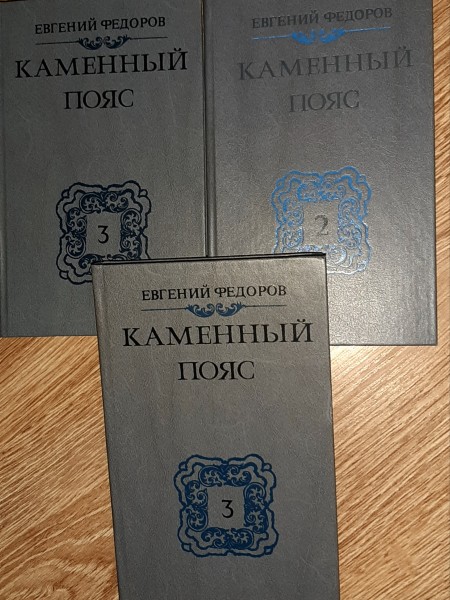 ЕВГЕНИЙ ФЕДОРОВ
КАМЕННЫЙ
ПОЯС
3
ЕВГЕНИЙ ФЕДОРОВ
КАМЕННЫЙ
ПОЯС
2
ЕВГЕНИЙ ФЕДОРОВ
КАМЕННЫЙ
ПОЯС
3